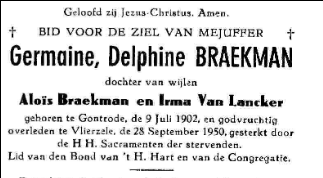 Geloofd zij Jezus-Christus. Amen.
† BID VOOR DE ZIEL VAN MEJUFFER †
Germaine, Delphine BRAEKMAN
dochter van wijlen
Aloïs Braekman en Irma Van Lancker
geboren te Gontrode, de 9 Juli 1902, en godvruchtig
overleden te Vlierzele, de 28 September 1950, gesterkt door
de H H. Sacramenten der stervenden.
Lid van den Bond van 't H. Hart en van de Congregatie.